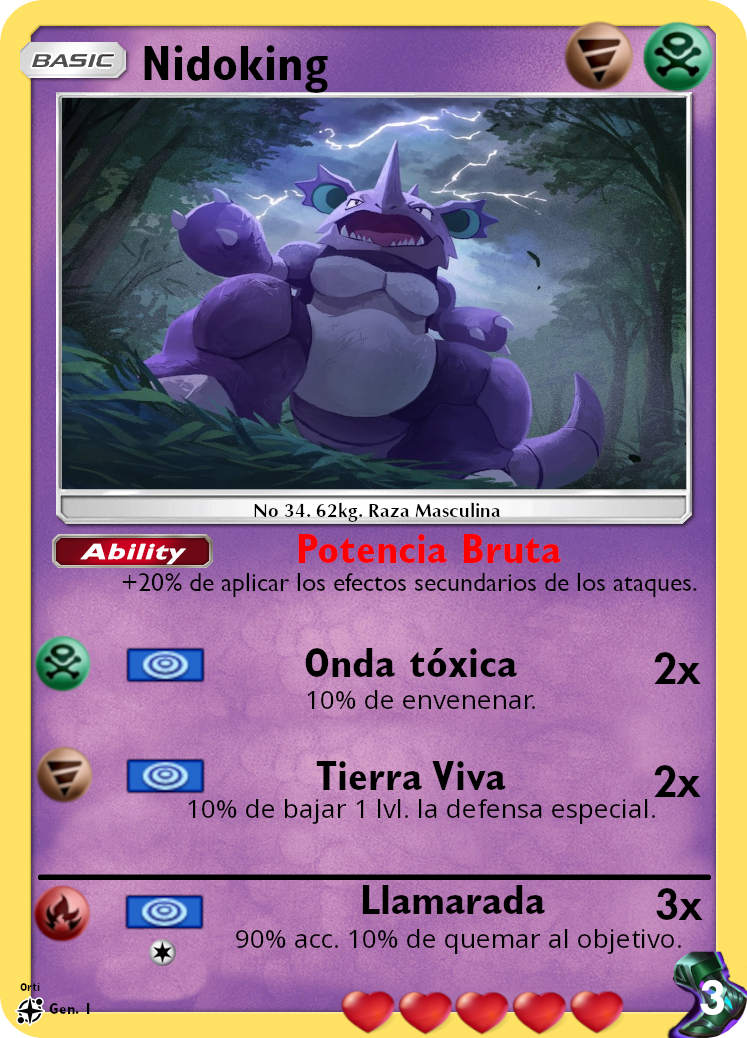 BASIC Nidoking
No 34. 62kg. Raza Masculina
Ability Potencia Bruta
+20% de aplicar los efectos secundarios de los ataques.
Onda tóxica 2x
10% de envenenar.
Tierra Viva 2x
10% de bajar 1 lvl. la defensa especial.
Llamarada 3x
90% acc. 10% de quemar al objetivo.
Orti
Gen. 1
3